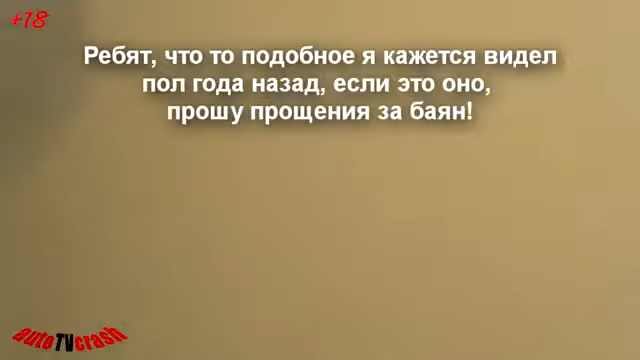 +18
Ребят, что то подобное я кажется видел
пол года назад, если это оно,
прошу прощения за баян!
autoTVcrash